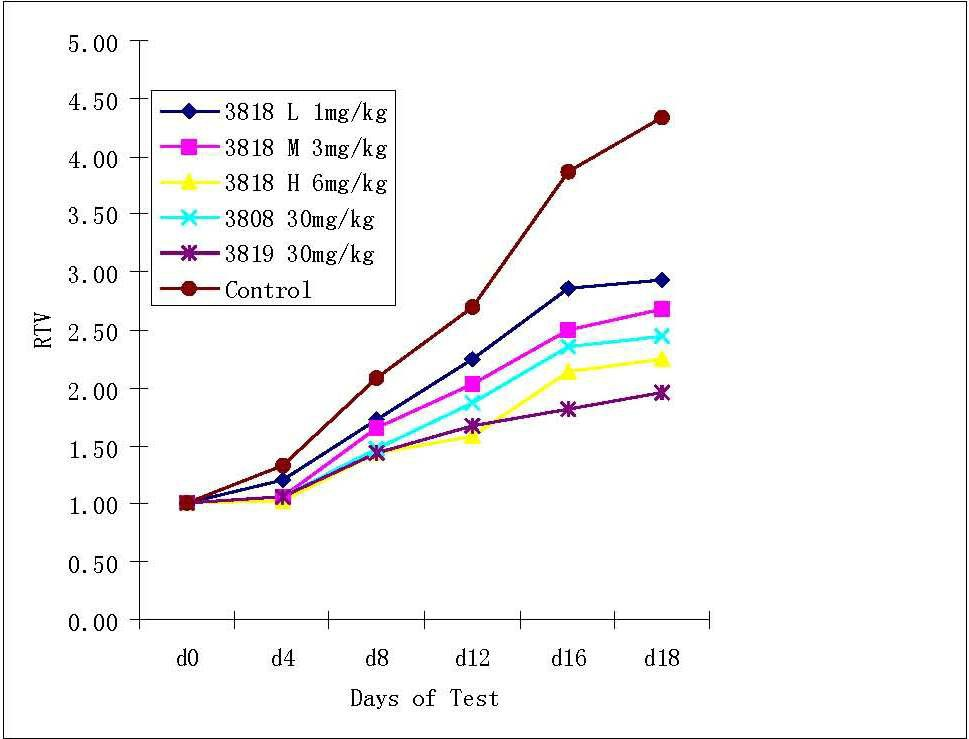 5.00
4.50
4.00
3.50
3.00
2.50
2.00
1.50
1.00
0.50
0.00
RTV
3818 L 1mg/kg
3818 M 3mg/kg
3818 H 6mg/kg
3808 30mg/kg
3819 30mg/kg
Control
d0 d4 d8 d12 d16 d18
Days of Test